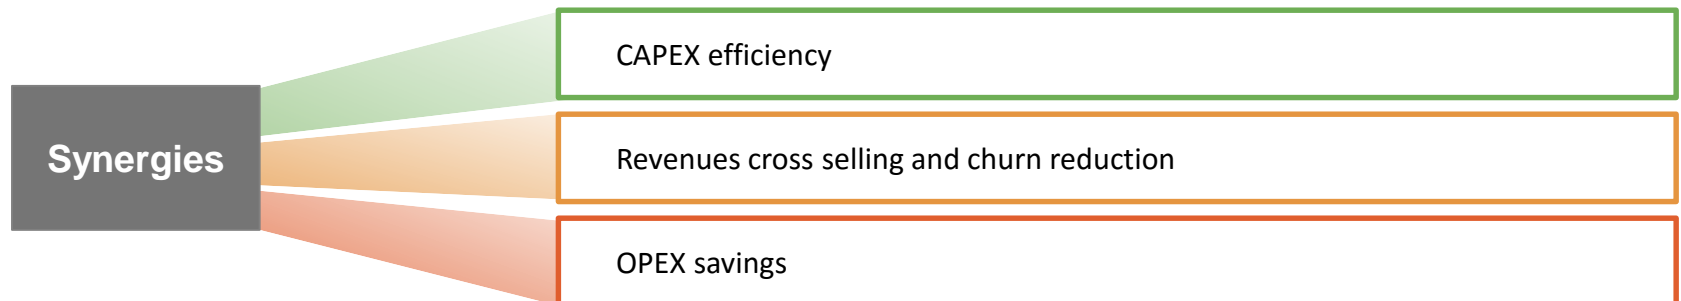 Synergies
CAPEX efficiency
Revenues cross selling and churn reduction
OPEX savings